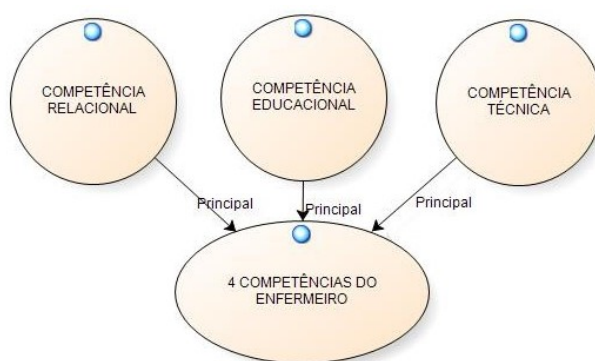 COMPETÊNCIA
RELACIONAL
COMPETÊNCIA
EDUCACIONAL
COMPETÊNCIA
TÉCNICA
Principal
Principal
Principal
4 COMPETÊNCIAS DO
ENFERMEIRO